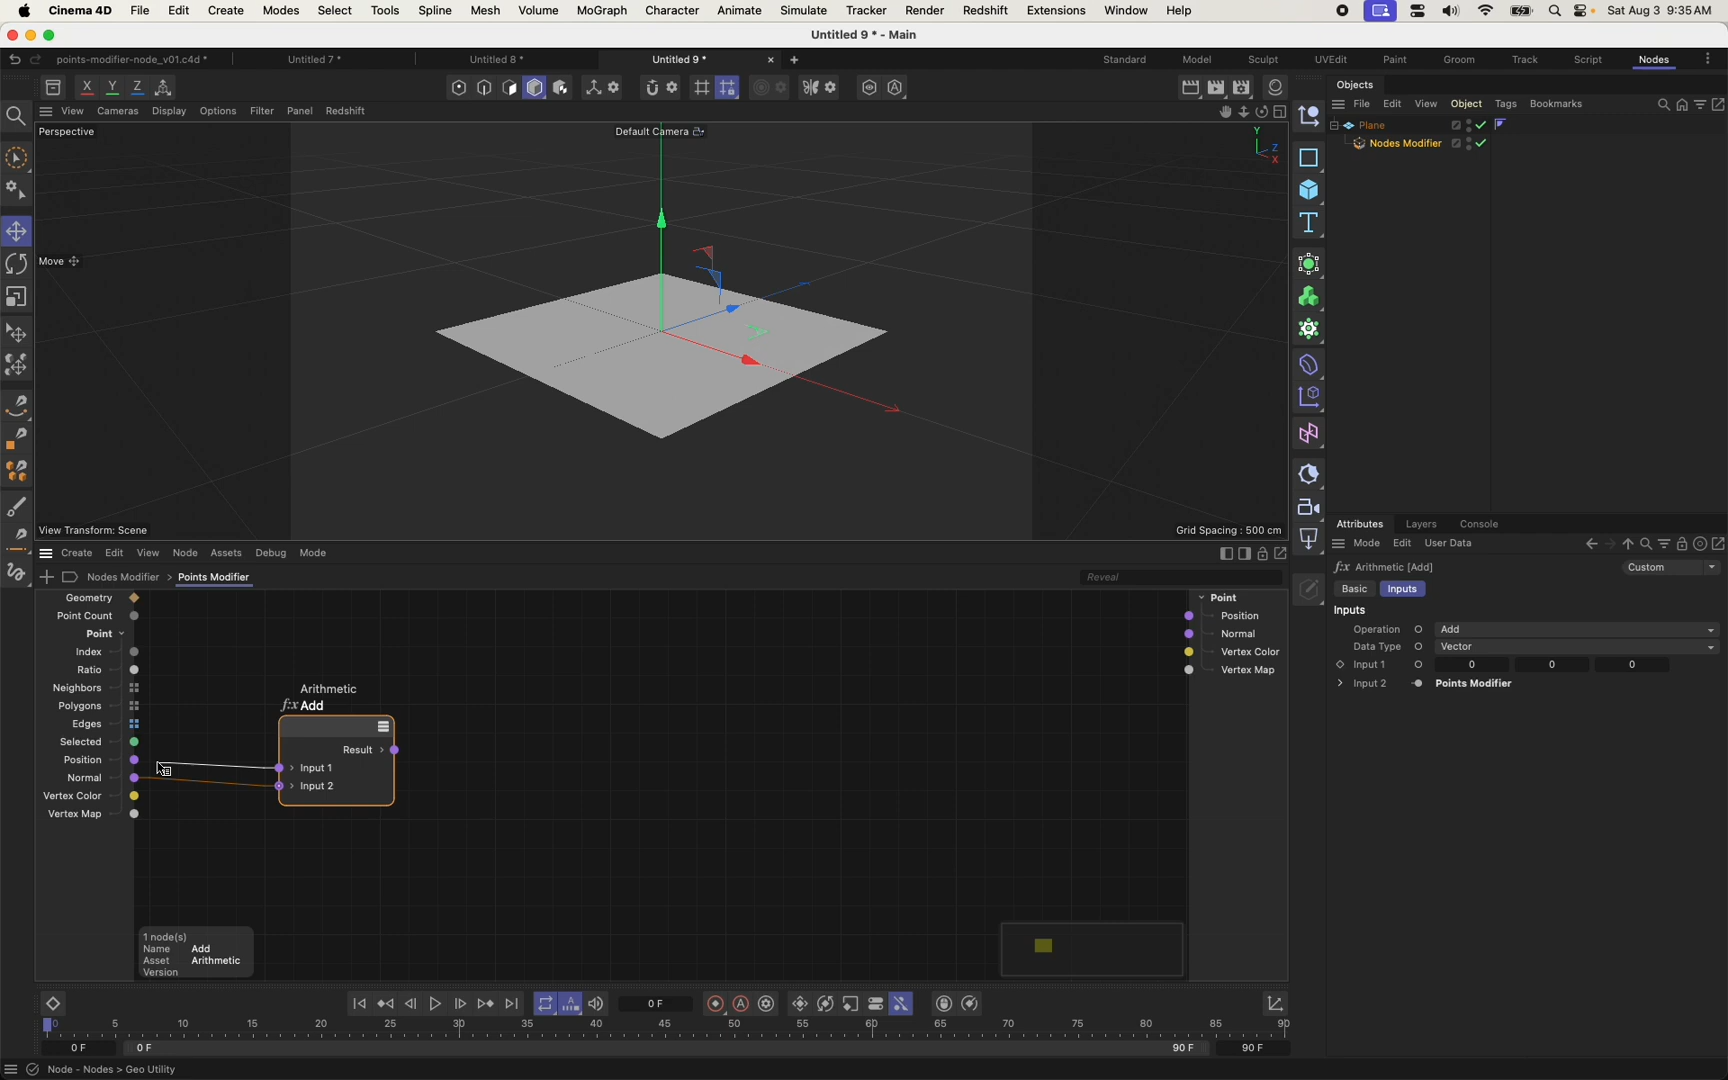 Cinema 4D File Edit Create Modes Select Tools Spline Mesh Volume MoGraph Character Animate Simulate Tracker Render Redshift Extensions Window Help Sat Aug 3 9:35 AM
Untitled 9 * - Main
points-modifier-node_v01.c4d * Untitled 7 * Untitled 8 * Untitled 9 * Standard Model Sculpt UVEdit Paint Groom Track Script Nodes
X Y Z
Objects
File Edit View Object Tags Bookmarks
View Cameras Display Options Filter Panel Redshift
Perspective
Default Camera
Y
Z
X
Plane
Nodes Modifier
Move
View Transform: Scene
Grid Spacing : 500 cm
Attributes Layers Console
Mode Edit User Data
Create Edit View Node Assets Debug Mode
f:x Arithmetic [Add]
Custom
Nodes Modifier > Points Modifier
Reveal
Basic Inputs
Inputs
Operation Add
Data Type Vector
Input 1 0 0 0
Input 2 Points Modifier
Geometry
Point Count
Point
Index
Ratio
Neighbors
Polygons
Edges
Selected
Position
Normal
Vertex Color
Vertex Map
Arithmetic
f:x Add
Result
Input 1
Input 2
Point
Position
Normal
Vertex Color
Vertex Map
1 node(s)
Name Add
Asset Arithmetic
Version
0 F
0 5 10 15 20 25 30 35 40 45 50 55 60 65 70 75 80 85 90
0 F 0 F 90 F 90 F
Node - Nodes > Geo Utility